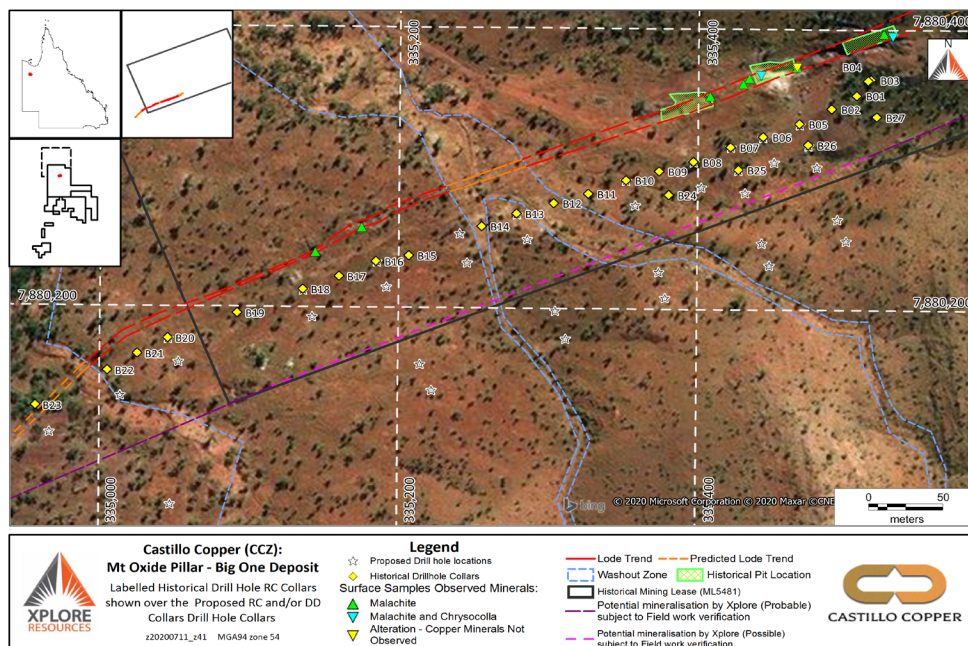 335,200
335,400
7,880,400
N
B04
B03
B01
B02
B27
B05
B06
B26
B07
B08
B25
B09
B10
B24
B11
B12
B13
B14
B15
B16
B17
B18
7,880,200
7,880,200
B19
B20
B21
B22
B23
335,000
335,200
335,400
bing
© 2020 Microsoft Corporation © 2020 Maxar ©CNE
0 50
meters
Castillo Copper (CCZ):
Mt Oxide Pillar - Big One Deposit
Labelled Historical Drill Hole RC Collars
shown over the Proposed RC and/or DD
Collars Drill Hole Collars
z20200711_z41 MGA94 zone 54
XPLORE
RESOURCES
Legend
Proposed Drill hole locations
Historical Drillhole Collars
Surface Samples Observed Minerals:
Malachite
Malachite and Chrysocolla
Alteration - Copper Minerals Not
Observed
Lode Trend
Predicted Lode Trend
Washout Zone
Historical Pit Location
Historical Mining Lease (ML5481)
Potential mineralisation by Xplore (Probable)
subject to Field work verification
Potential mineralisation by Xplore (Possible)
subject to Field work verification
CASTILLO COPPER